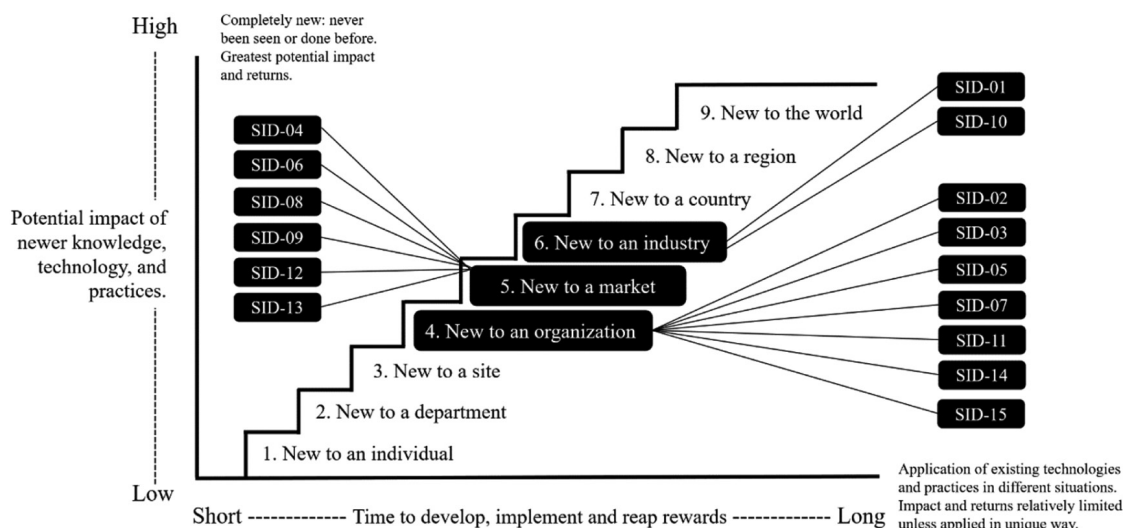 High
Completely new: never
been seen or done before.
Greatest potential impact
and returns.
SID-04
SID-06
SID-08
SID-09
SID-12
SID-13
Potential impact of
newer knowledge,
technology, and
practices.
9. New to the world
8. New to a region
7. New to a country
6. New to an industry
5. New to a market
4. New to an organization
3. New to a site
2. New to a department
1. New to an individual
SID-01
SID-10
SID-02
SID-03
SID-05
SID-07
SID-11
SID-14
SID-15
Low
Short
Time to develop, implement and reap rewards
Long
Application of existing technologies
and practices in different situations.
Impact and returns relatively limited
unless applied in unique way.